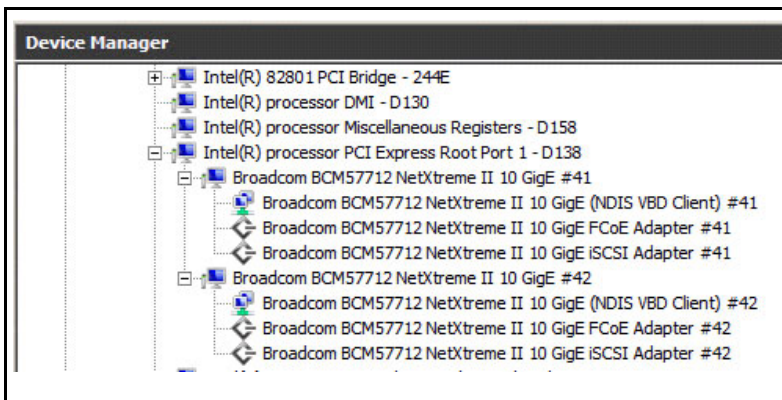 Device Manager
Intel(R) 82801 PCI Bridge - 244E
Intel(R) processor DMI - D130
Intel(R) processor Miscellaneous Registers - D158
Intel(R) processor PCI Express Root Port 1 - D138
Broadcom BCM57712 NetXtreme II 10 GigE #41
Broadcom BCM57712 NetXtreme II 10 GigE (NDIS VBD Client) #41
Broadcom BCM57712 NetXtreme II 10 GigE FCoE Adapter #41
Broadcom BCM57712 NetXtreme II 10 GigE iSCSI Adapter #41
Broadcom BCM57712 NetXtreme II 10 GigE #42
Broadcom BCM57712 NetXtreme II 10 GigE (NDIS VBD Client) #42
Broadcom BCM57712 NetXtreme II 10 GigE FCoE Adapter #42
Broadcom BCM57712 NetXtreme II 10 GigE iSCSI Adapter #42